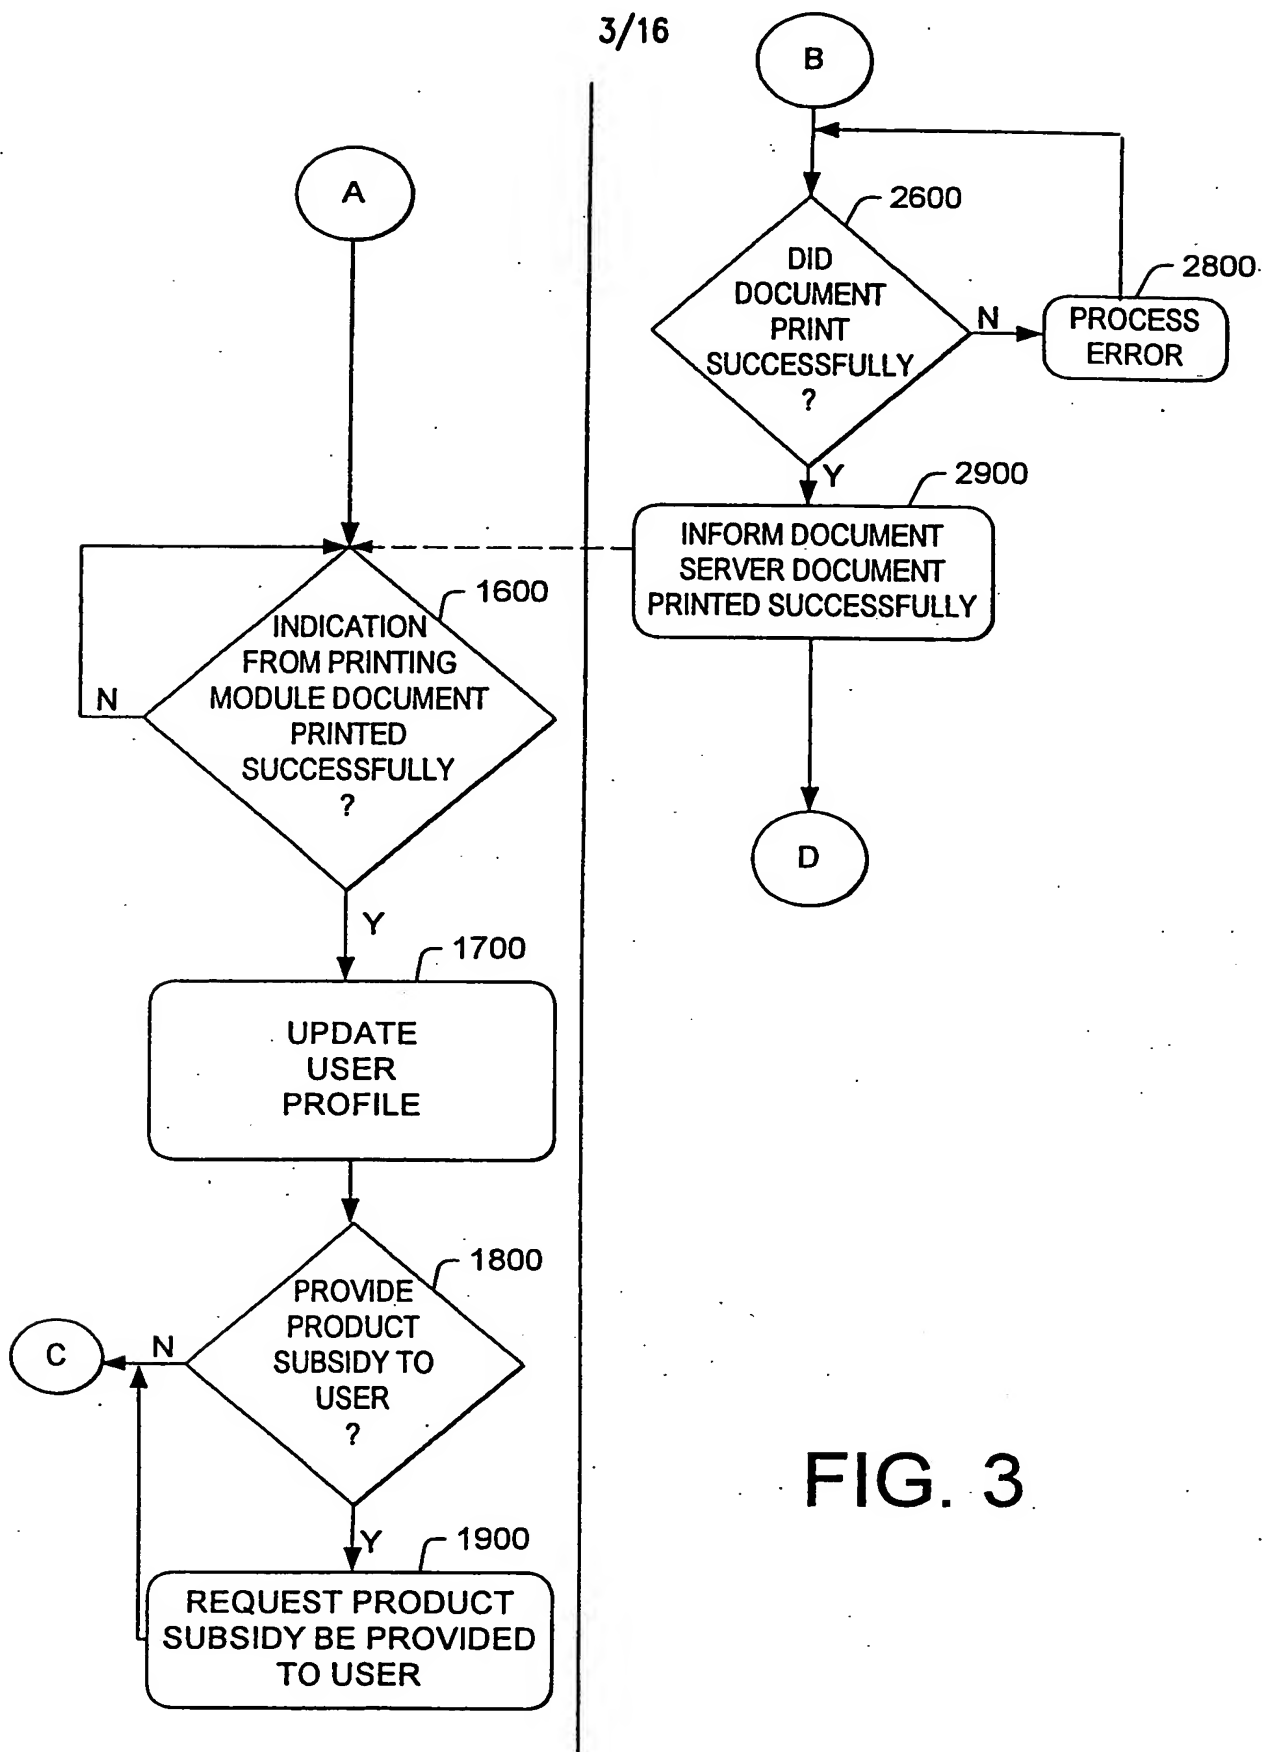 3/16
B
A
2600
DID
DOCUMENT
PRINT
SUCCESSFULLY
?
N
2800
PROCESS
ERROR
Y
2900
INFORM DOCUMENT
SERVER DOCUMENT
PRINTED SUCCESSFULLY
D
1600
INDICATION
FROM PRINTING
MODULE DOCUMENT
PRINTED
SUCCESSFULLY
?
N
Y
1700
UPDATE
USER
PROFILE
1800
PROVIDE
PRODUCT
SUBSIDY TO
USER
?
N
C
Y
1900
REQUEST PRODUCT
SUBSIDY BE PROVIDED
TO USER
FIG. 3